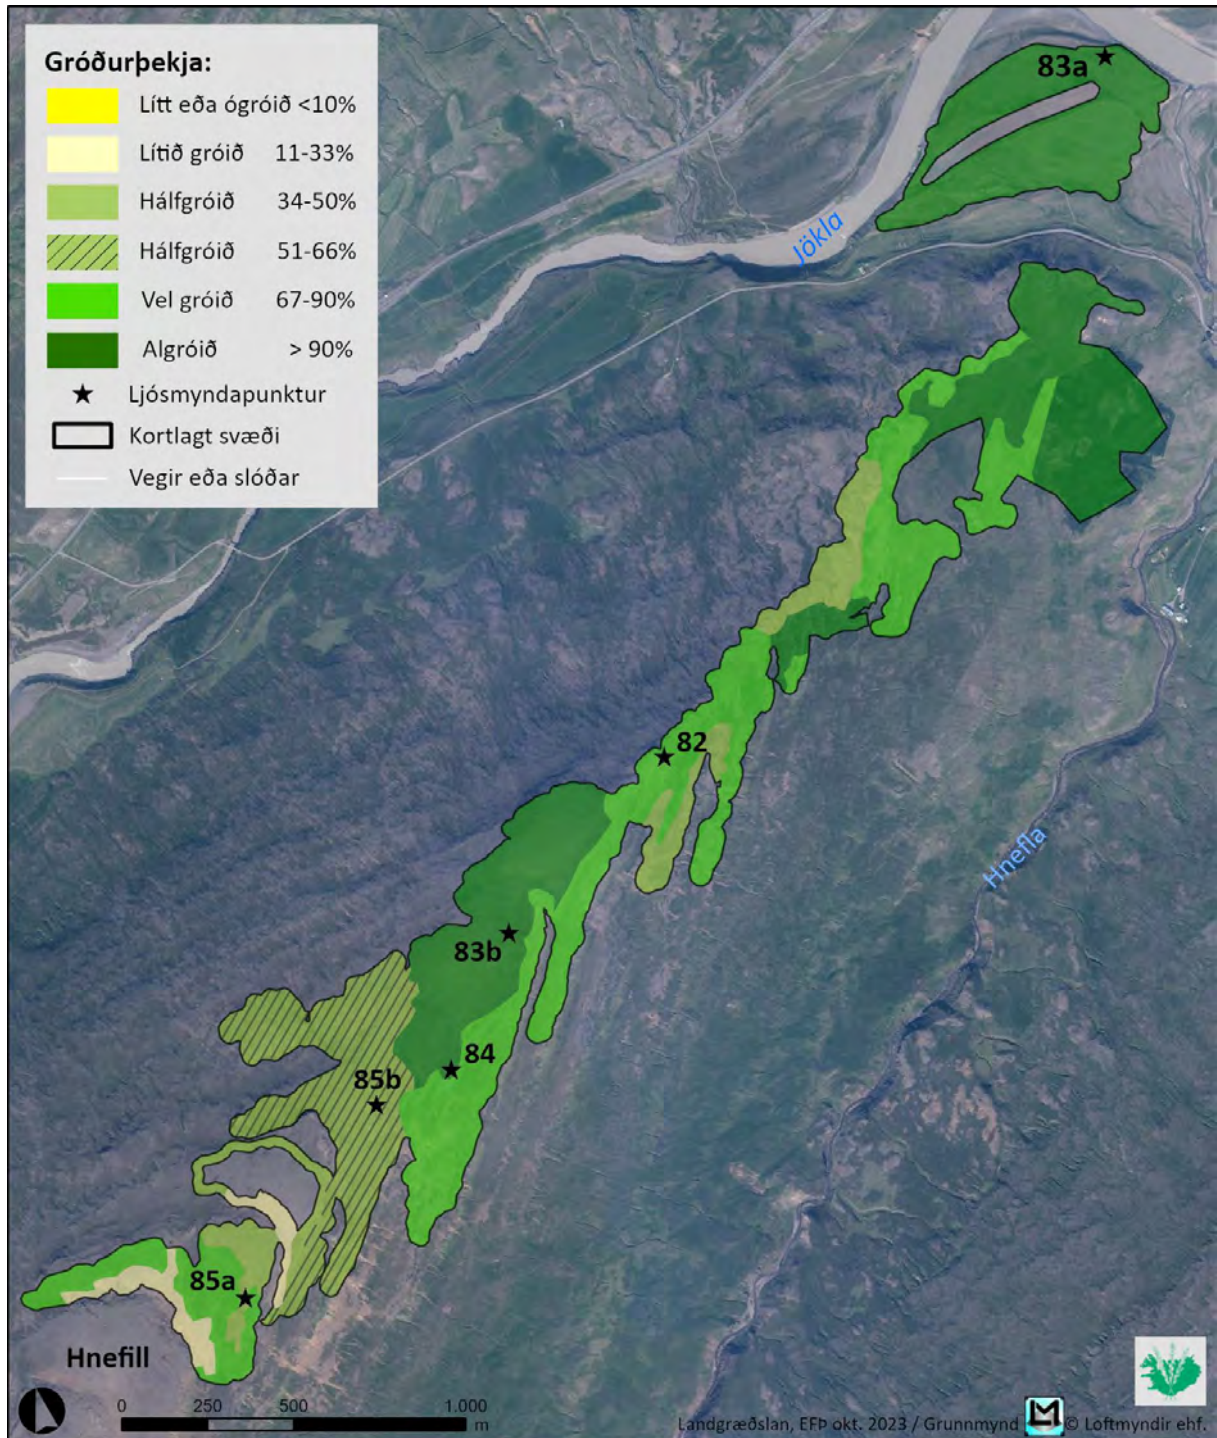 Gróðurþekja:
Lítt eða ógróið <10%
Lítið gróið 11-33%
Hálfgróið 34-50%
Hálfgróið 51-66%
Vel gróið 67-90%
Algróið > 90%
Ljósmyndapunktur
Kortlagt svæði
Vegir eða slóðar
83a
Jökla
82
Hnefla
83b
84
85b
85a
Hnefill
0 250 500 1.000
m
Landgræðslan, EFÞ okt. 2023 / Grunnmynd © Loftmyndir ehf.